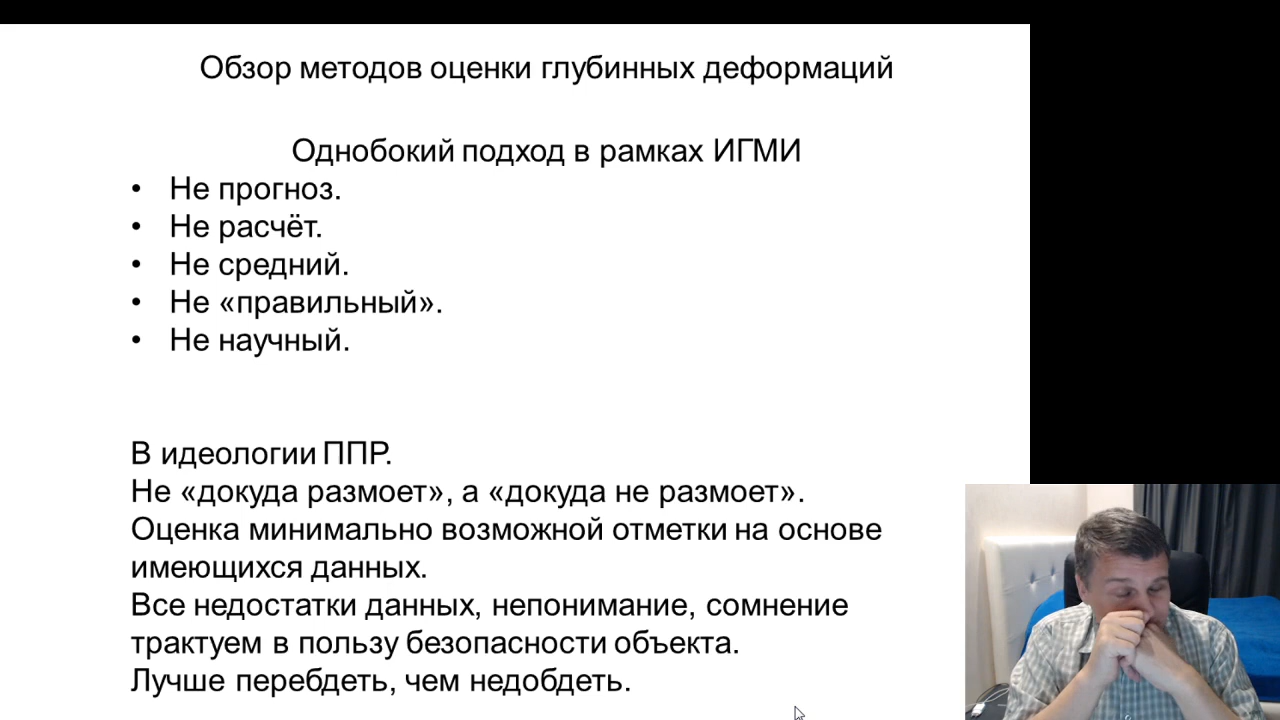 Обзор методов оценки глубинных деформаций
Однобокий подход в рамках ИГМИ
• Не прогноз.
• Не расчёт.
• Не средний.
• Не «правильный».
• Не научный.
В идеологии ППР.
Не «докуда размоет», а «докуда не размоет».
Оценка минимально возможной отметки на основе
имеющихся данных.
Все недостатки данных, непонимание, сомнение
трактуем в пользу безопасности объекта.
Лучше перебдеть, чем недобдеть.